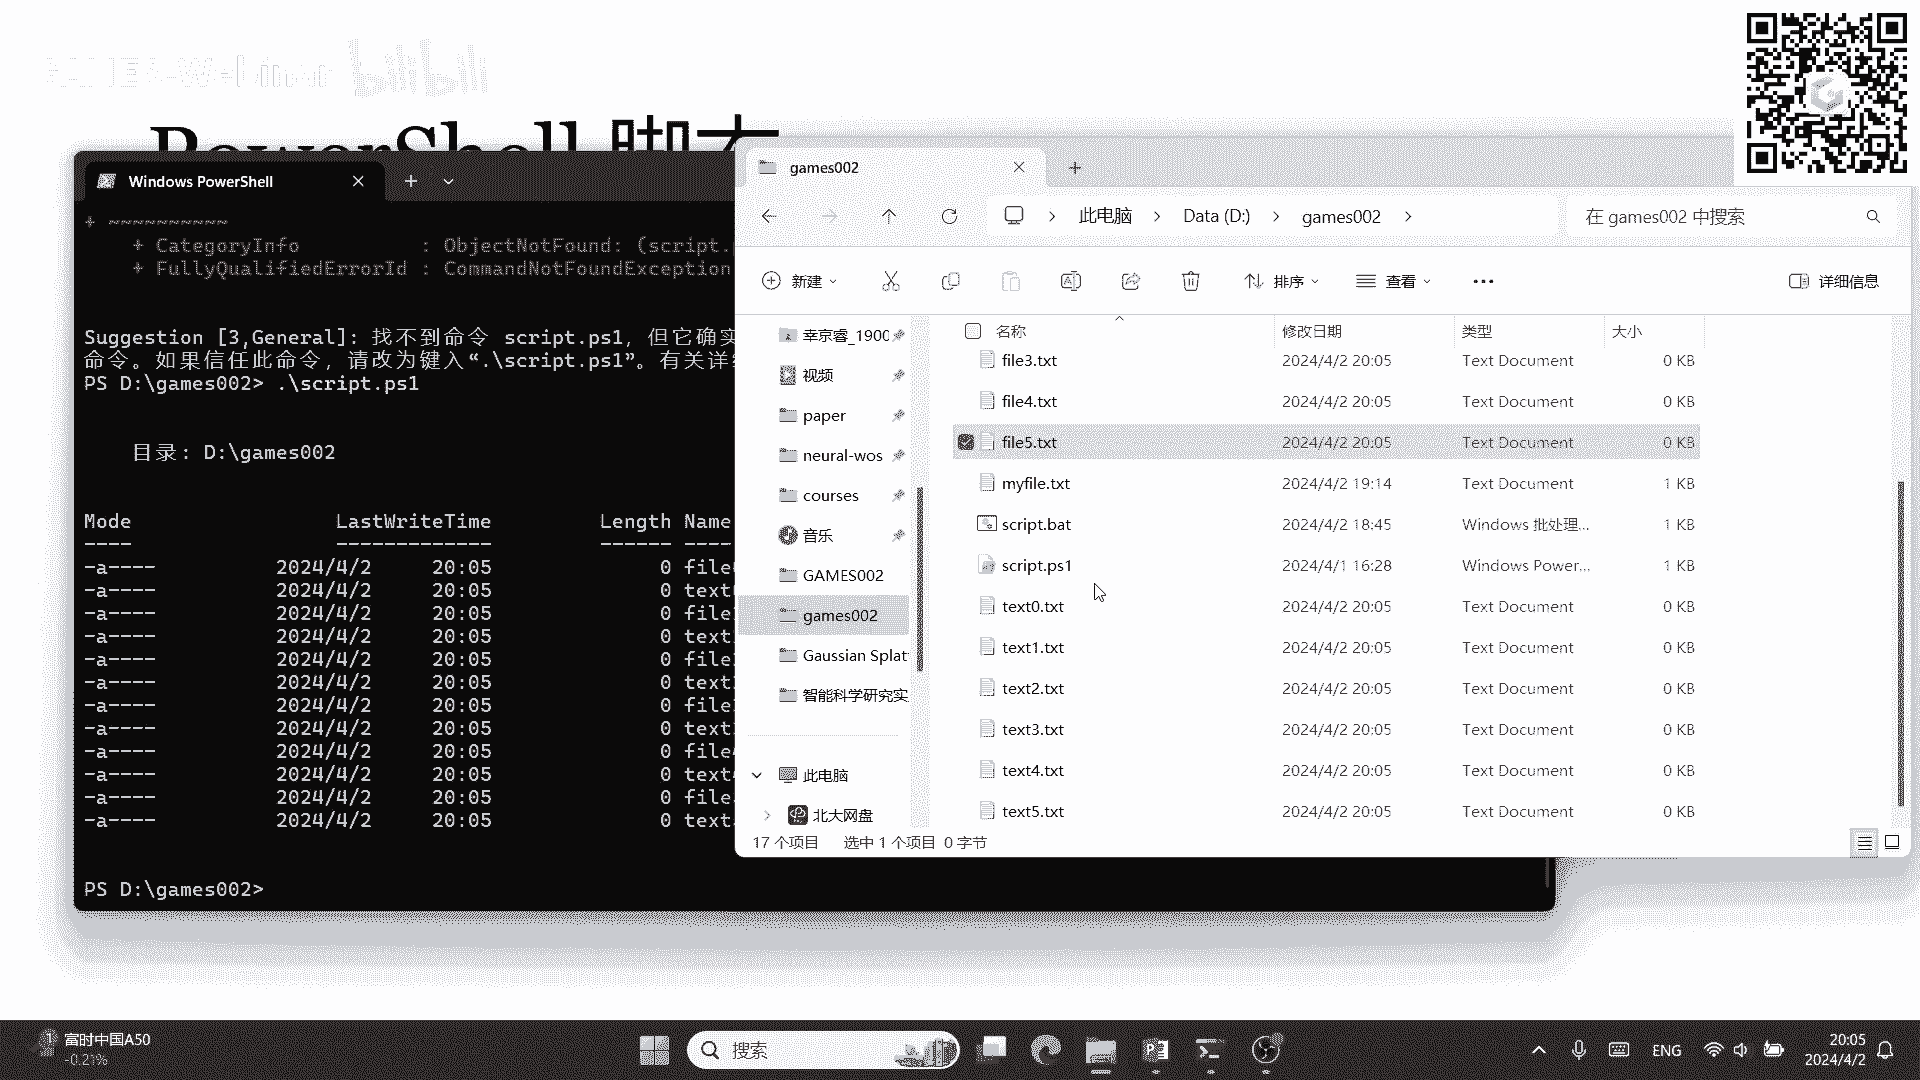 GAMES-Webinar bilibili
PowerShell 脚本
Windows PowerShell
+ ~~~~~~~~~~
+ CategoryInfo : ObjectNotFound: (script.
+ FullyQualifiedErrorId : CommandNotFoundException
Suggestion [3,General]: 找不到命令 script.ps1，但它确实
命令。如果信任此命令，请改为键入“.\script.ps1”。有关详
PS D:\games002> .\script.ps1
目录: D:\games002
Mode LastWriteTime Length Name
---- ------------- ------ ----
-a---- 2024/4/2 20:05 0 file
-a---- 2024/4/2 20:05 0 text
-a---- 2024/4/2 20:05 0 file
-a---- 2024/4/2 20:05 0 text
-a---- 2024/4/2 20:05 0 file
-a---- 2024/4/2 20:05 0 text
-a---- 2024/4/2 20:05 0 file
-a---- 2024/4/2 20:05 0 text
-a---- 2024/4/2 20:05 0 file
-a---- 2024/4/2 20:05 0 text
-a---- 2024/4/2 20:05 0 file
-a---- 2024/4/2 20:05 0 text
PS D:\games002>
games002
此电脑 > Data (D:) > games002 >
在 games002 中搜索
新建 排序 查看 ... 详细信息
幸京睿_1900
视频
paper
neural-wos
courses
音乐
GAMES002
games002
Gaussian Splat
智能科学研究实
此电脑
北大网盘
名称 修改日期 类型 大小
file3.txt 2024/4/2 20:05 Text Document 0 KB
file4.txt 2024/4/2 20:05 Text Document 0 KB
file5.txt 2024/4/2 20:05 Text Document 0 KB
myfile.txt 2024/4/2 19:14 Text Document 1 KB
script.bat 2024/4/2 18:45 Windows 批处理... 1 KB
script.ps1 2024/4/1 16:28 Windows Power... 1 KB
text0.txt 2024/4/2 20:05 Text Document 0 KB
text1.txt 2024/4/2 20:05 Text Document 0 KB
text2.txt 2024/4/2 20:05 Text Document 0 KB
text3.txt 2024/4/2 20:05 Text Document 0 KB
text4.txt 2024/4/2 20:05 Text Document 0 KB
text5.txt 2024/4/2 20:05 Text Document 0 KB
17 个项目 选中 1 个项目 0 字节
富时中国A50
-0.21%
搜索
ENG
20:05
2024/4/2